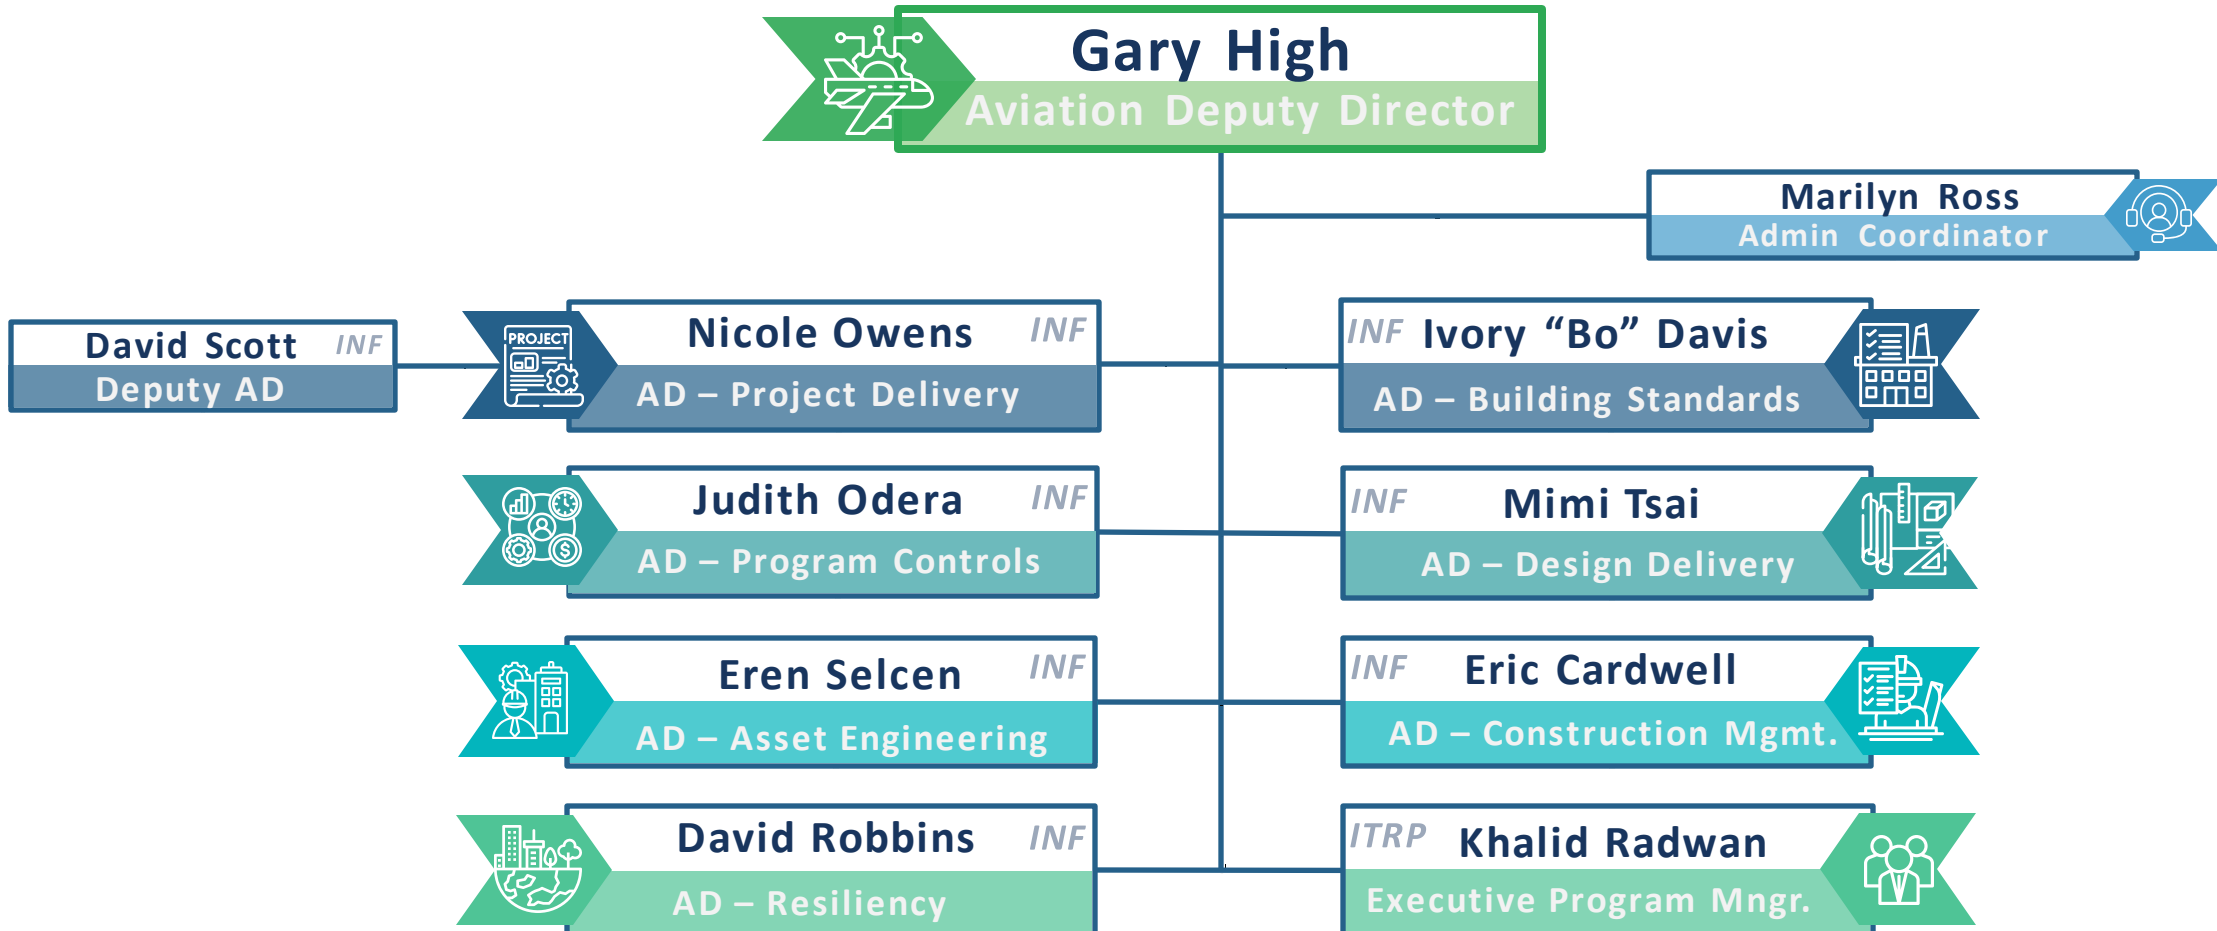 Gary High
Aviation Deputy Director
Marilyn Ross
Admin Coordinator
David Scott INF
Deputy AD
PROJECT
Nicole Owens INF
AD – Project Delivery
INF Ivory “Bo” Davis
AD – Building Standards
Judith Odera INF
AD – Program Controls
INF Mimi Tsai
AD – Design Delivery
Eren Selcen INF
AD – Asset Engineering
INF Eric Cardwell
AD – Construction Mgmt.
David Robbins INF
AD – Resiliency
ITRP Khalid Radwan
Executive Program Mngr.